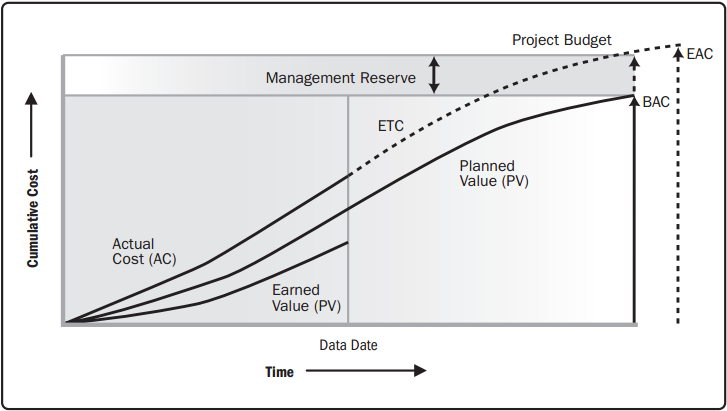 Project Budget
EAC
Management Reserve
BAC
ETC
Planned
Value (PV)
Cumulative Cost
Actual
Cost (AC)
Earned
Value (PV)
Data Date
Time